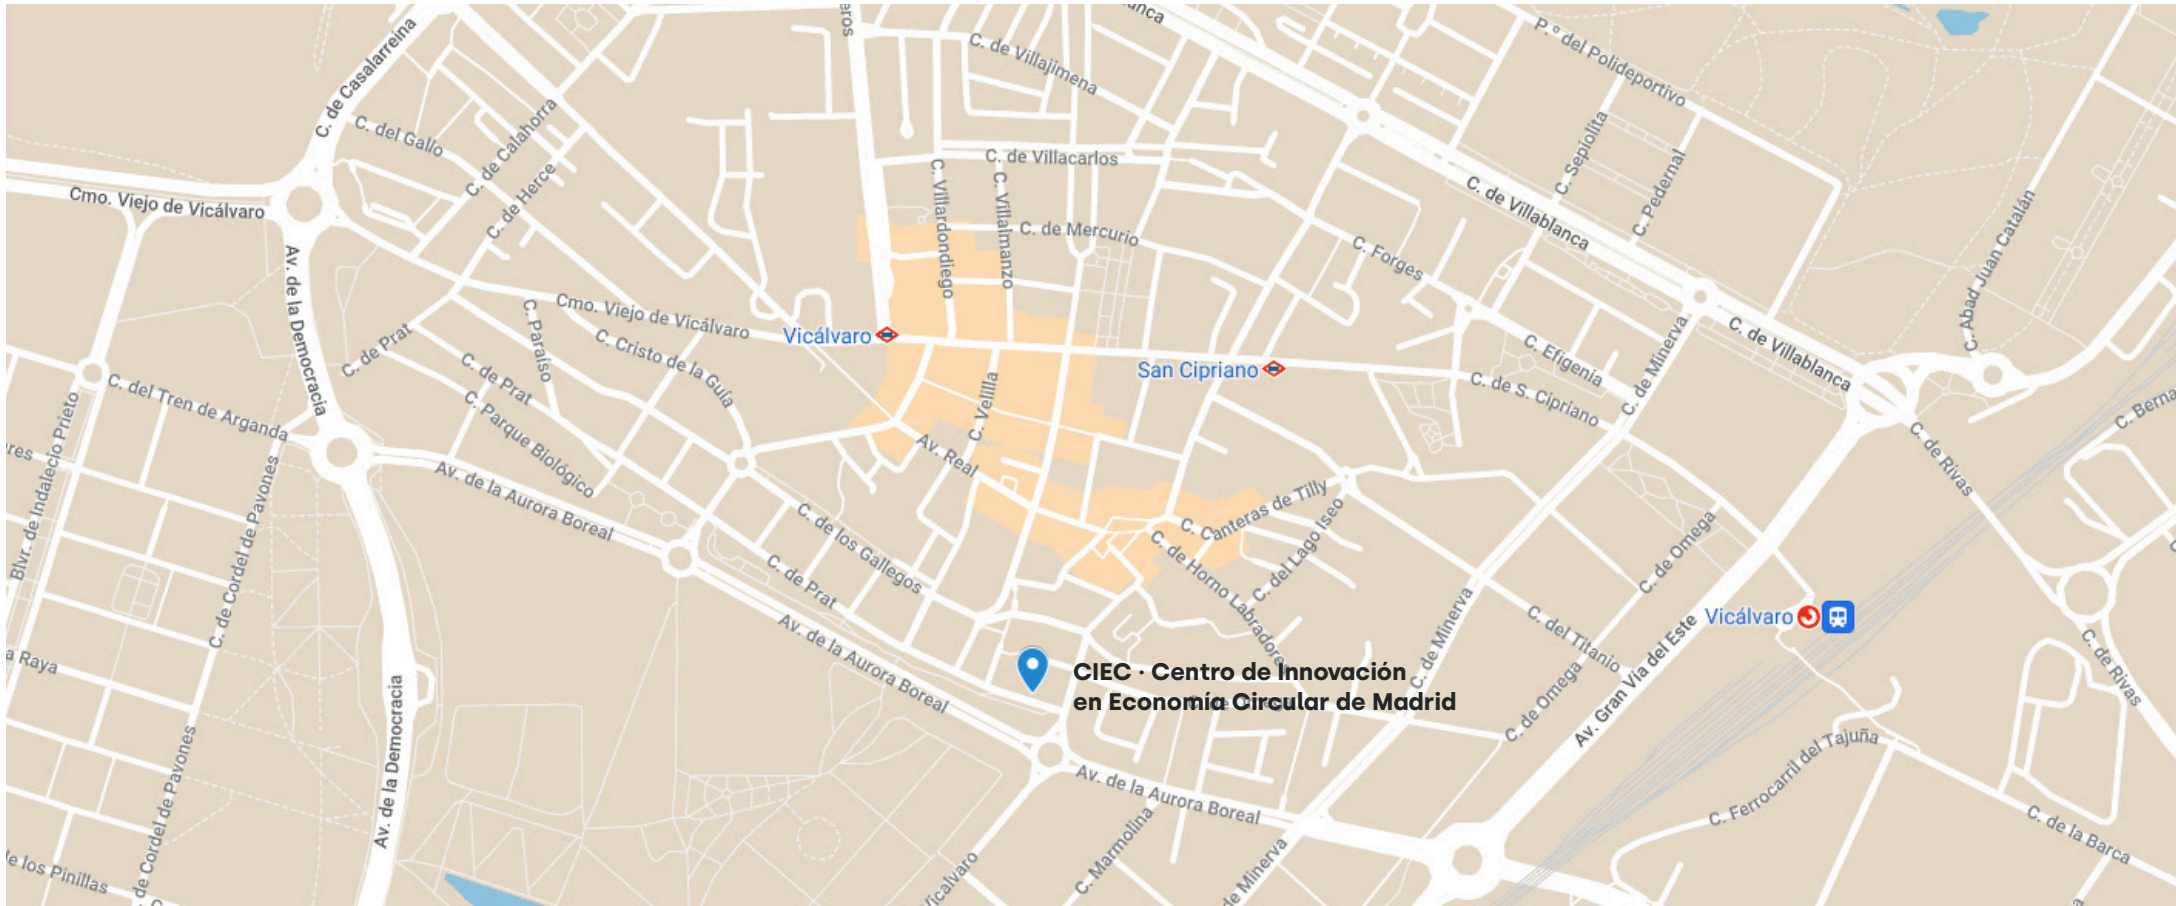 C. de Casalarreina
eros
C. de Villajimena
P.º del Polideportivo
C. del Gallo
C. de Calahorra
C. de Herce
C. de Villacarlos
C. Sepiolita
C. Pedernal
Cmo. Viejo de Vicálvaro
C. Villardondiego
C. Villalmanzo
C. de Mercurio
C. de Villablanca
C. Abad Juan Catalán
Av. de la Democracia
C. Forges
C. Paraíso
Cmo. Viejo de Vicálvaro
Vicálvaro
C. de Prat
C. Cristo de la Guía
C. de Prat
C. Velilla
San Cipriano
C. Efigenia
C. de Minerva
C. de Villablanca
C. de S. Cipriano
C. Berna
C. del Tren de Arganda
Blvr. de Indalecio Prieto
C. Parque Biológico
Av. Real
C. de Rivas
res
Av. de la Aurora Boreal
C. de Cordel de Pavones
C. de los Gallegos
C. Canteras de Tilly
C. de Horno Labradores
C. del Lago Iseo
C. de Omega
C. de Prat
Vicálvaro
C. del Titanio
C. de Minerva
Av. Gran Vía del Este
a Raya
Av. de la Aurora Boreal
CIEC · Centro de Innovación
en Economía Circular de Madrid
C. de Omega
C. de Rivas
Av. de la Democracia
C. Ferrocarril del Tajuña
Av. de la Aurora Boreal
C. Marmolina
de Cordel de Pavones
C. de la Barca
de Minerva
Vicalvaro
de los Pinillas